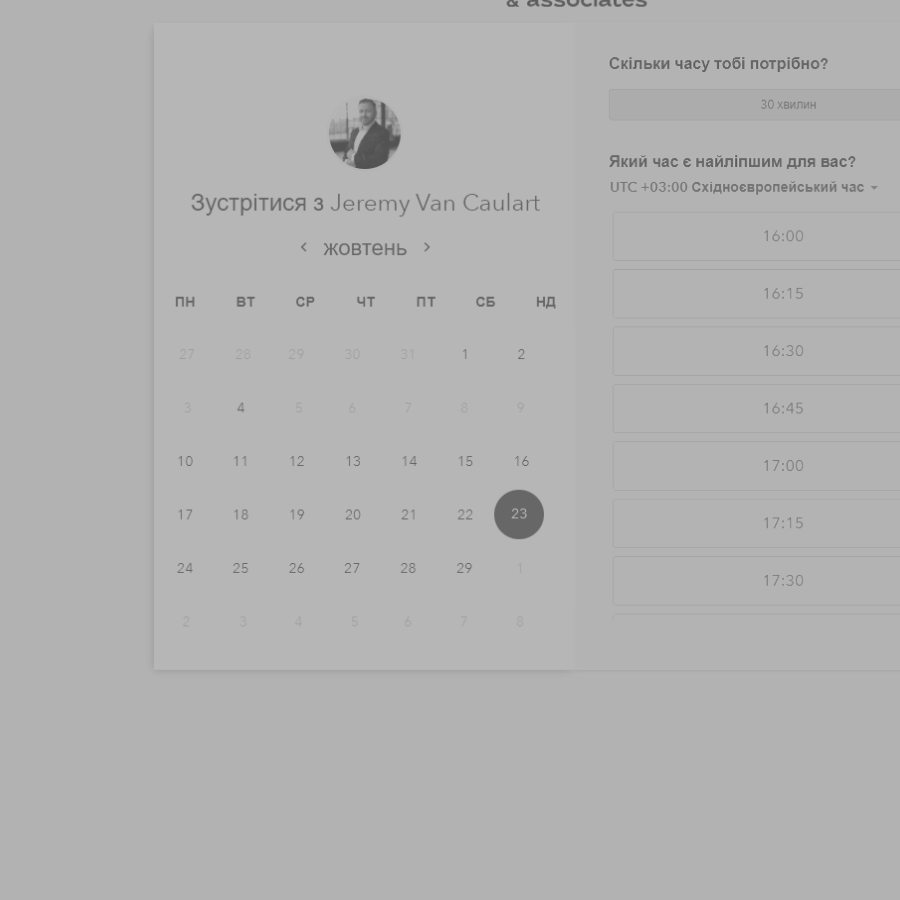 & associates
Зустрітися з Jeremy Van Caulart
жовтень
ПН ВТ СР ЧТ ПТ СБ НД
27 28 29 30 31 1 2
3 4 5 6 7 8 9
10 11 12 13 14 15 16
17 18 19 20 21 22 23
24 25 26 27 28 29 1
2 3 4 5 6 7 8
Скільки часу тобі потрібно?
30 хвилин
Який час є найліпшим для вас?
UTC +03:00 Східноєвропейський час
16:00
16:15
16:30
16:45
17:00
17:15
17:30